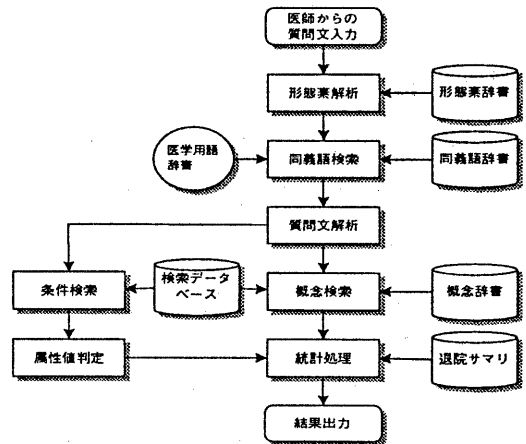 医師からの
質問文入力
形態素解析
形態素辞書
医学用語
辞書
同義語検索
同義語辞書
質問文解析
条件検索
検索データ
ベース
概念検索
概念辞書
属性値判定
統計処理
退院サマリ
結果出力